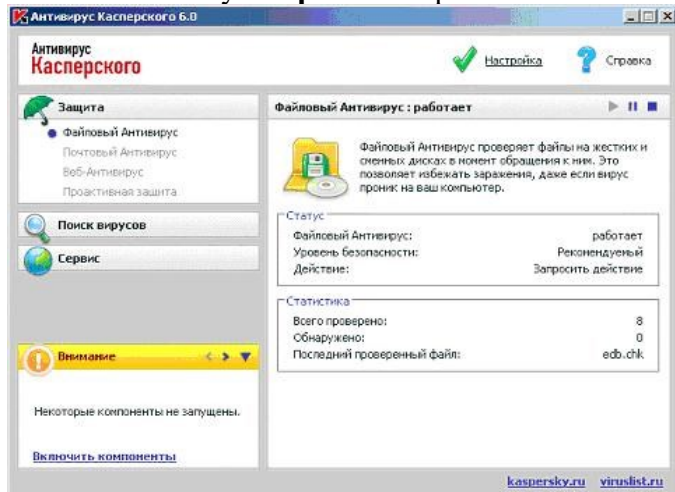 Антивирус Касперского 6.0
Антивирус
Касперского
Настройка
Справка
Защита
Файловый Антивирус
Почтовый Антивирус
Веб-Антивирус
Проактивная защита
Поиск вирусов
Сервис
Внимание
Некоторые компоненты не запущены.
Включить компоненты
Файловый Антивирус : работает
Файловый Антивирус проверяет файлы на жестких и
сменных дисках в момент обращения к ним. Это
позволяет избежать заражения, даже если вирус
проник на ваш компьютер.
Статус
Файловый Антивирус: работает
Уровень безопасности: Рекомендуемый
Действие: Запросить действие
Статистика
Всего проверено: 8
Обнаружено: 0
Последний проверенный файл: edb.chk
kaspersky.ru viruslist.ru